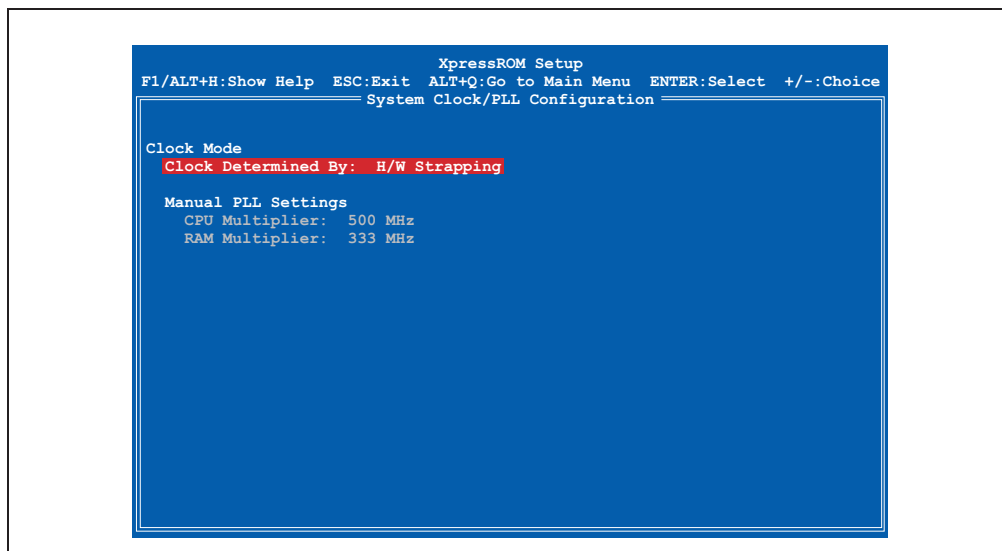 XpressROM Setup
F1/ALT+H:Show Help  ESC:Exit  ALT+Q:Go to Main Menu  ENTER:Select  +/-:Choice
System Clock/PLL Configuration
Clock Mode
Clock Determined By:  H/W Strapping
Manual PLL Settings
CPU Multiplier:  500 MHz
RAM Multiplier:  333 MHz